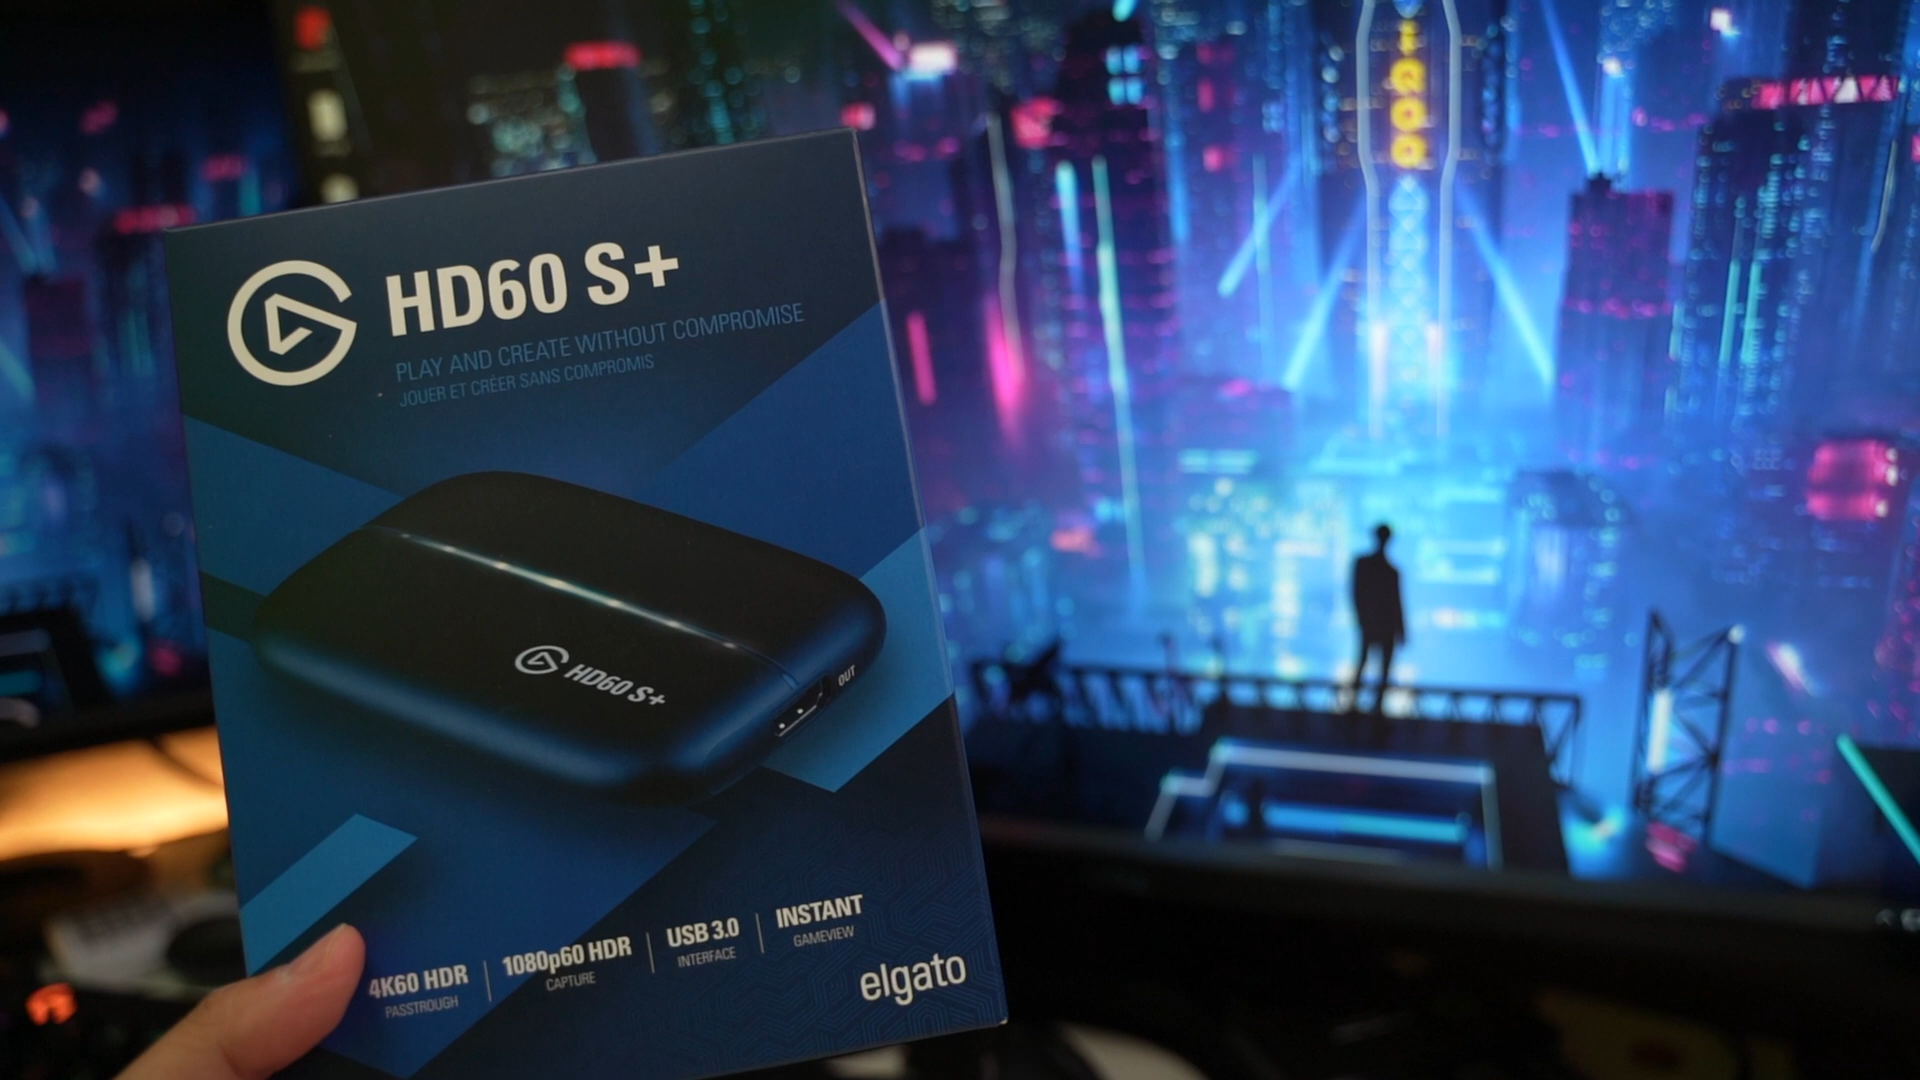 HD60 S+
PLAY AND CREATE WITHOUT COMPROMISE
JOUER ET CRÉER SANS COMPROMIS
OUT
HD60 S+
4K60 HDR
PASSTROUGH
1080p60 HDR
CAPTURE
USB 3.0
INTERFACE
INSTANT
GAMEVIEW
elgato